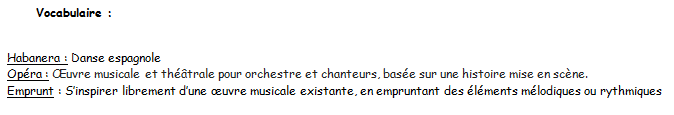 Vocabulaire :
Habanera : Danse espagnole
Opéra : Œuvre musicale et théâtrale pour orchestre et chanteurs, basée sur une histoire mise en scène.
Emprunt : S'inspirer librement d'une œuvre musicale existante, en empruntant des éléments mélodiques ou rythmiques